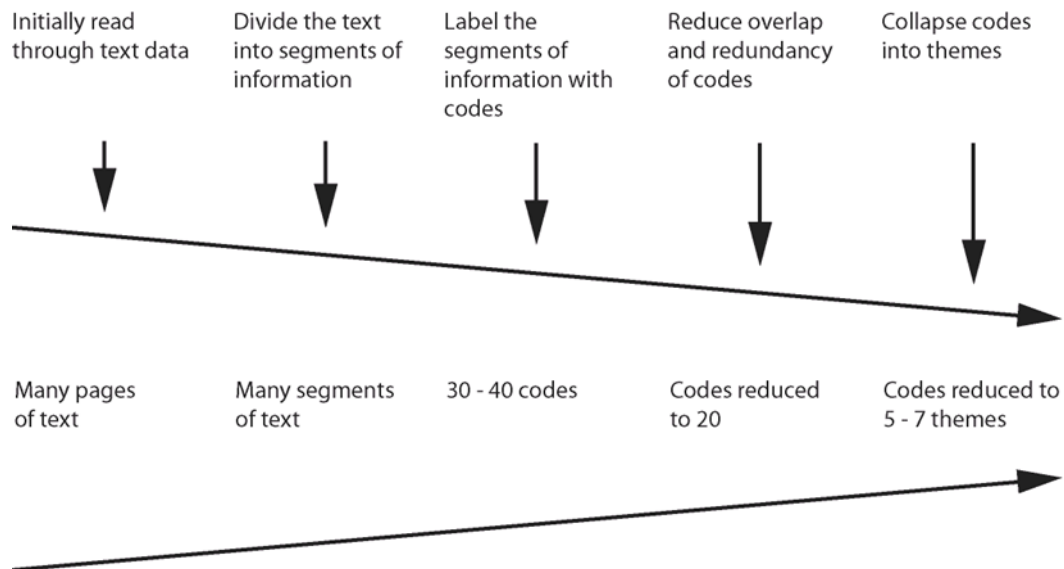 Initially read
through text data
Divide the text
into segments of
information
Label the
segments of
information with
codes
Reduce overlap
and redundancy
of codes
Collapse codes
into themes
Many pages
of text
Many segments
of text
30 - 40 codes
Codes reduced
to 20
Codes reduced to
5 - 7 themes